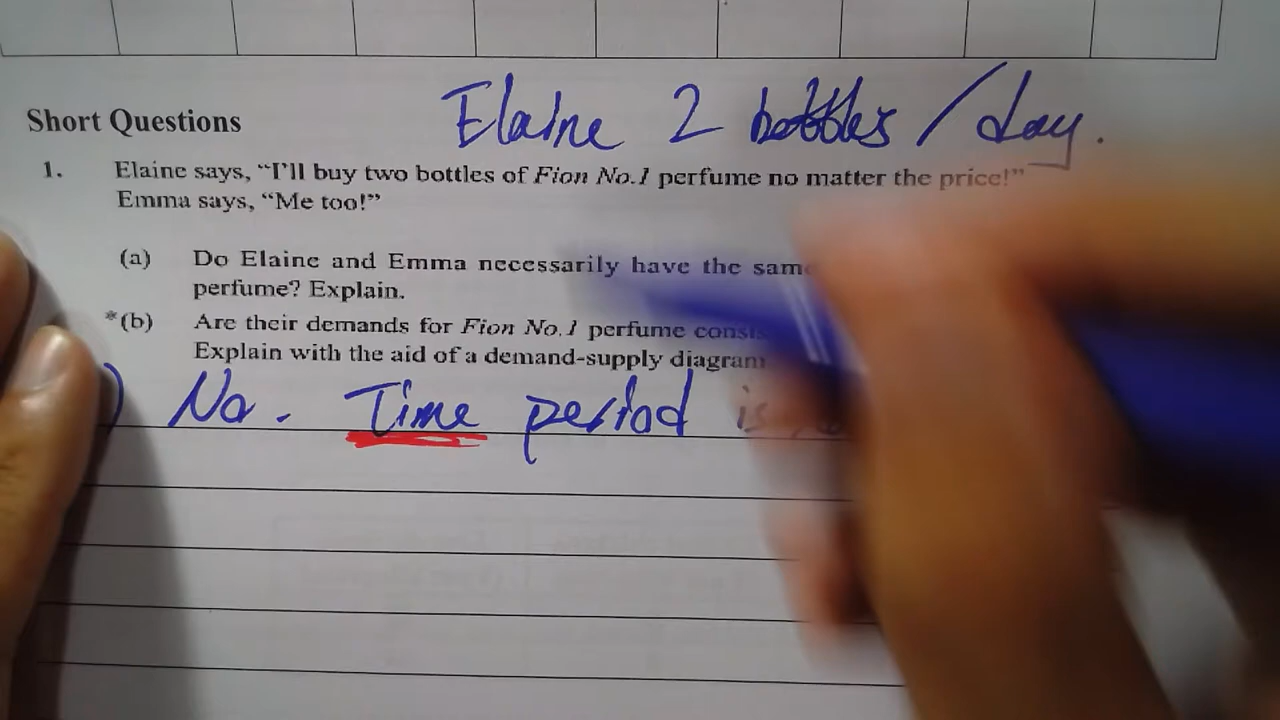 Elaine 2 bottles / day.
Short Questions
1. Elaine says, “I’ll buy two bottles of Fion No.1 perfume no matter the price!”
Emma says, “Me too!”
(a) Do Elaine and Emma necessarily have the same
perfume? Explain.
*(b) Are their demands for Fion No.1 perfume
Explain with the aid of a demand-supply diagram
) No. Time period is